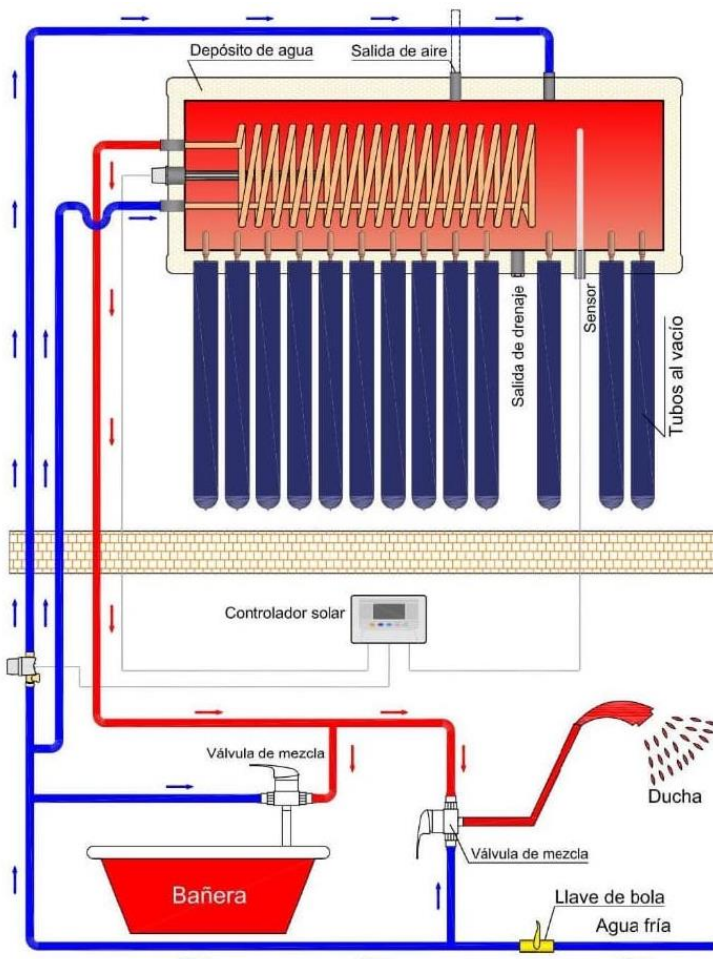 Depósito de agua
Salida de aire
Salida de drenaje
Sensor
Tubos al vacío
Controlador solar
Válvula de mezcla
Ducha
Válvula de mezcla
Bañera
Llave de bola
Agua fría